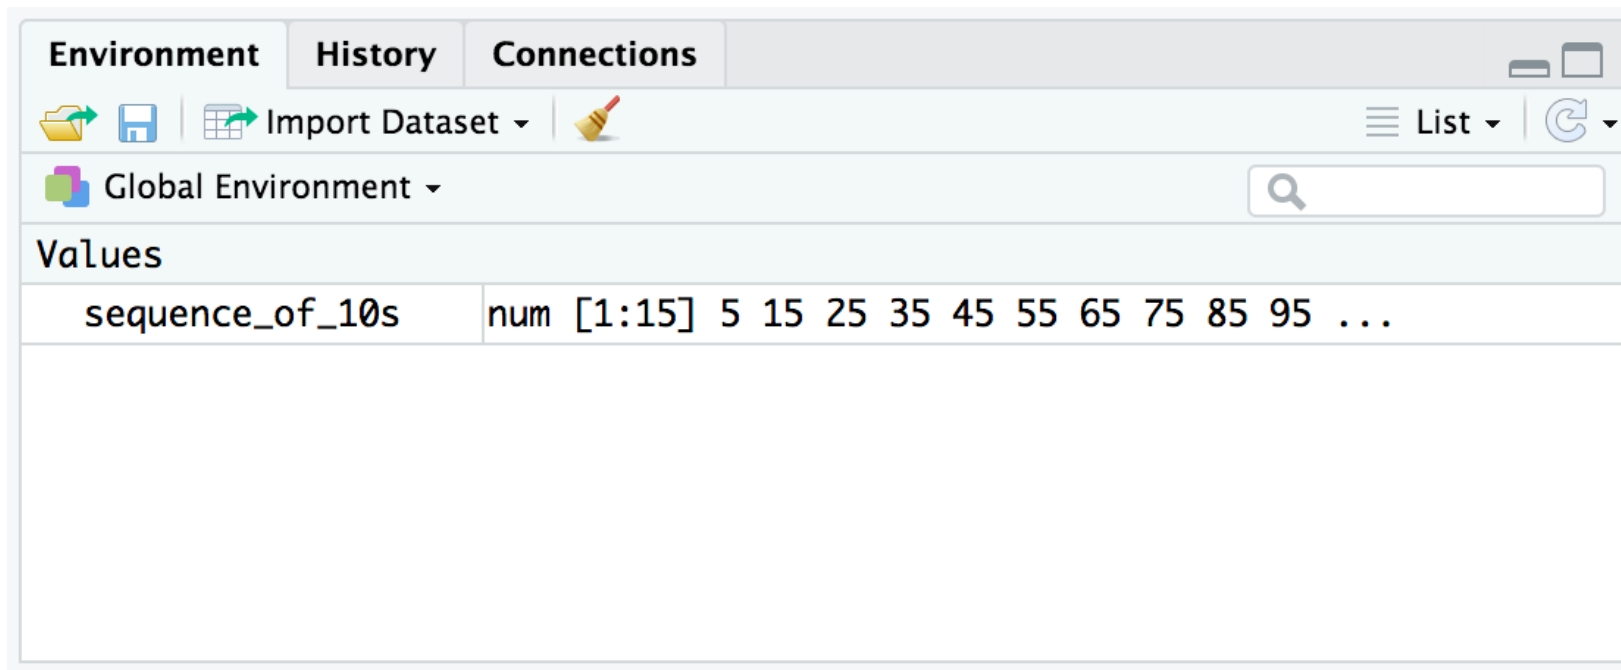 Environment History Connections
Import Dataset List
Global Environment
Values
sequence_of_10s num [1:15] 5 15 25 35 45 55 65 75 85 95 ...